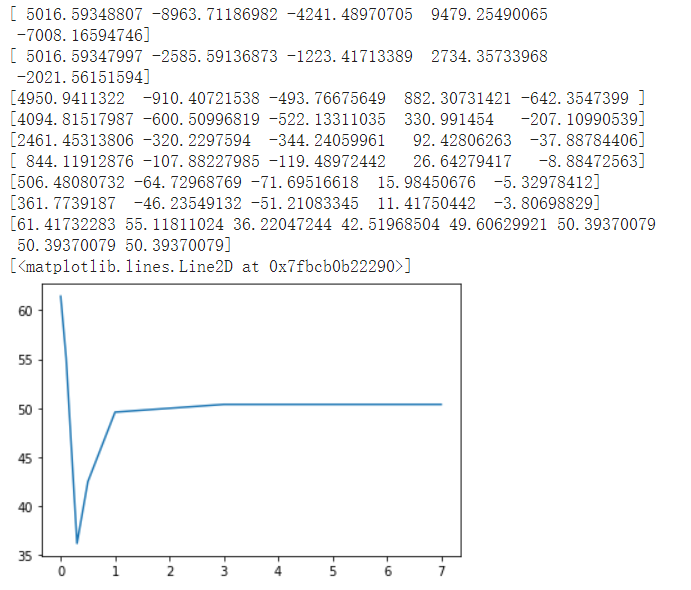 [ 5016.59348807 -8963.71186982 -4241.48970705  9479.25490065
 -7008.16594746]
[ 5016.59347997 -2585.59136873 -1223.41713389  2734.35733968
 -2021.56151594]
[4950.9411322  -910.40721538 -493.76675649  882.30731421 -642.3547399 ]
[4094.81517987 -600.50996819 -522.13311035  330.991454   -207.10990539]
[2461.45313806 -320.2297594  -344.24059961   92.42806263  -37.88784406]
[ 844.11912876 -107.88227985 -119.48972442   26.64279417   -8.88472563]
[506.48080732 -64.72968769 -71.69516618  15.98450676  -5.32978412]
[361.7739187  -46.23549132 -51.21083345  11.41750442  -3.80698829]
[61.41732283 55.11811024 36.22047244 42.51968504 49.60629921 50.39370079
 50.39370079 50.39370079]
[<matplotlib.lines.Line2D at 0x7fbcb0b22290>]
60
55
50
45
40
35
0 1 2 3 4 5 6 7